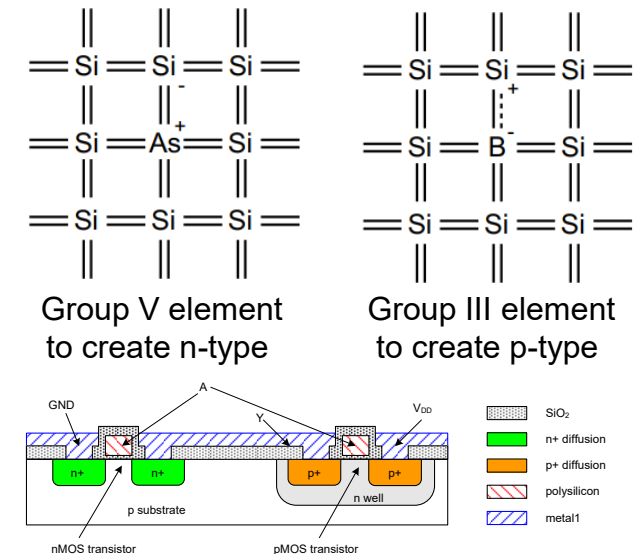 Si Si Si
-
+
Si As Si
Si Si Si
Group V element
to create n-type
Si Si Si
+
-
Si B Si
Si Si Si
Group III element
to create p-type
A
GND
Y
VDD
n+ n+ p+ p+
n well
p substrate
nMOS transistor pMOS transistor
SiO₂
n+ diffusion
p+ diffusion
polysilicon
metal1